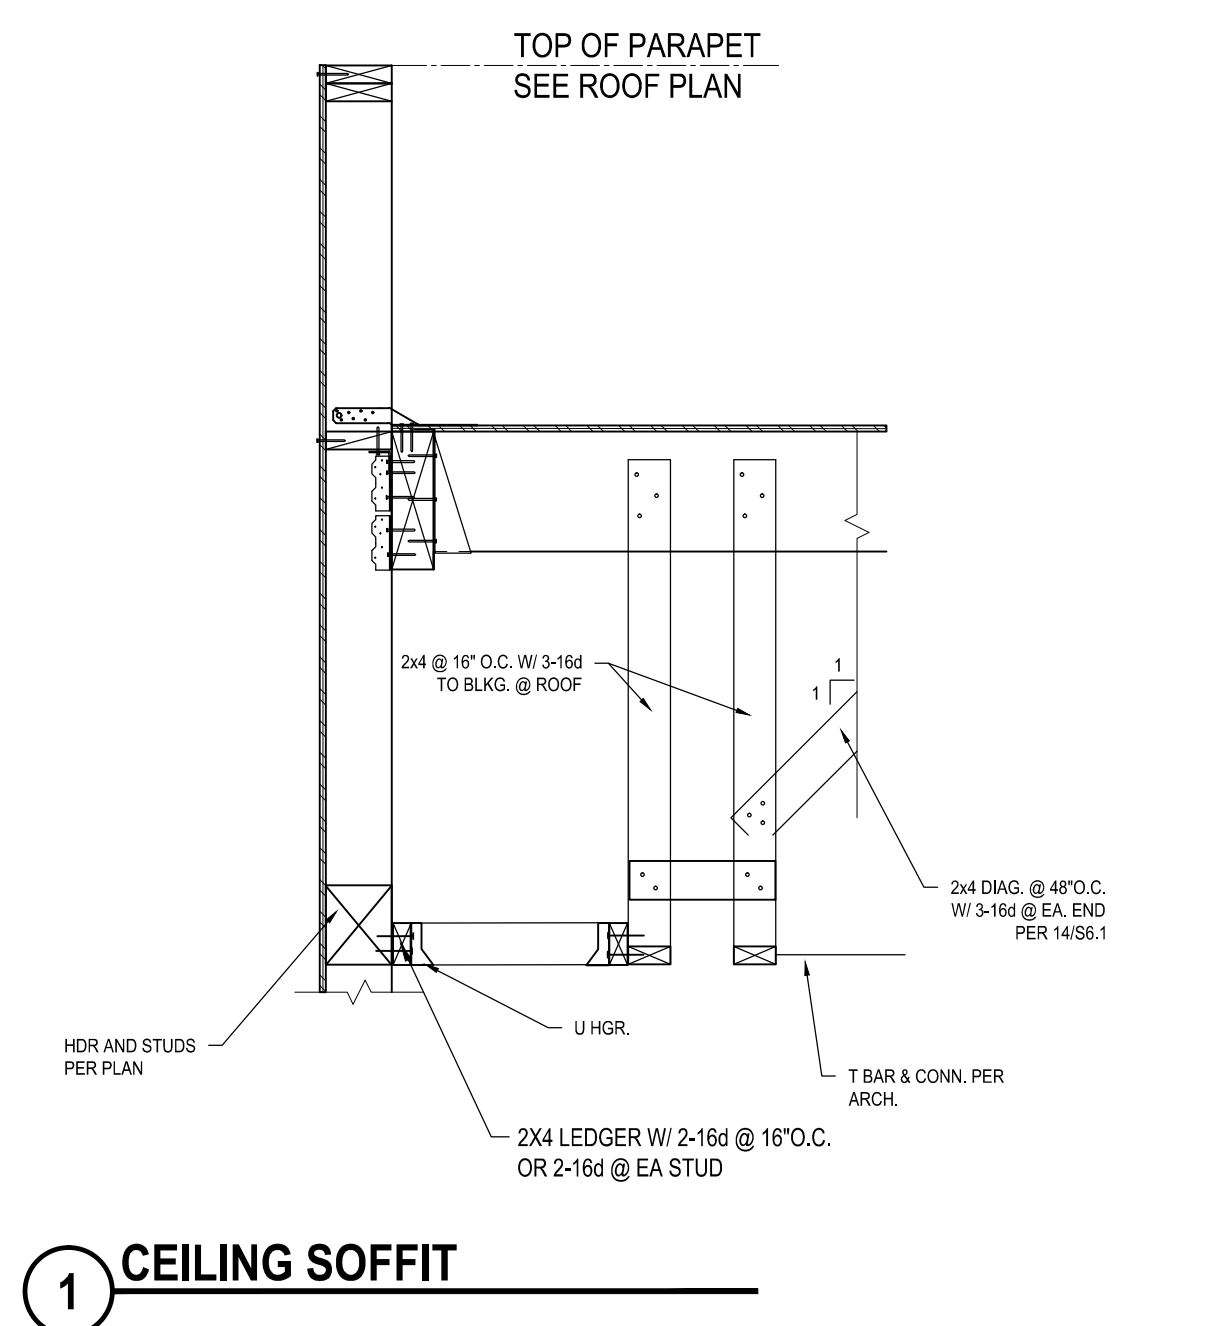 TOP OF PARAPET
SEE ROOF PLAN
2x4 @ 16" O.C. W/ 3-16d
TO BLKG. @ ROOF
1
1
2x4 DIAG. @ 48"O.C.
W/ 3-16d @ EA. END
PER 14/S6.1
U HGR.
HDR AND STUDS
PER PLAN
T BAR & CONN. PER
ARCH.
2X4 LEDGER W/ 2-16d @ 16"O.C.
OR 2-16d @ EA STUD
1 CEILING SOFFIT